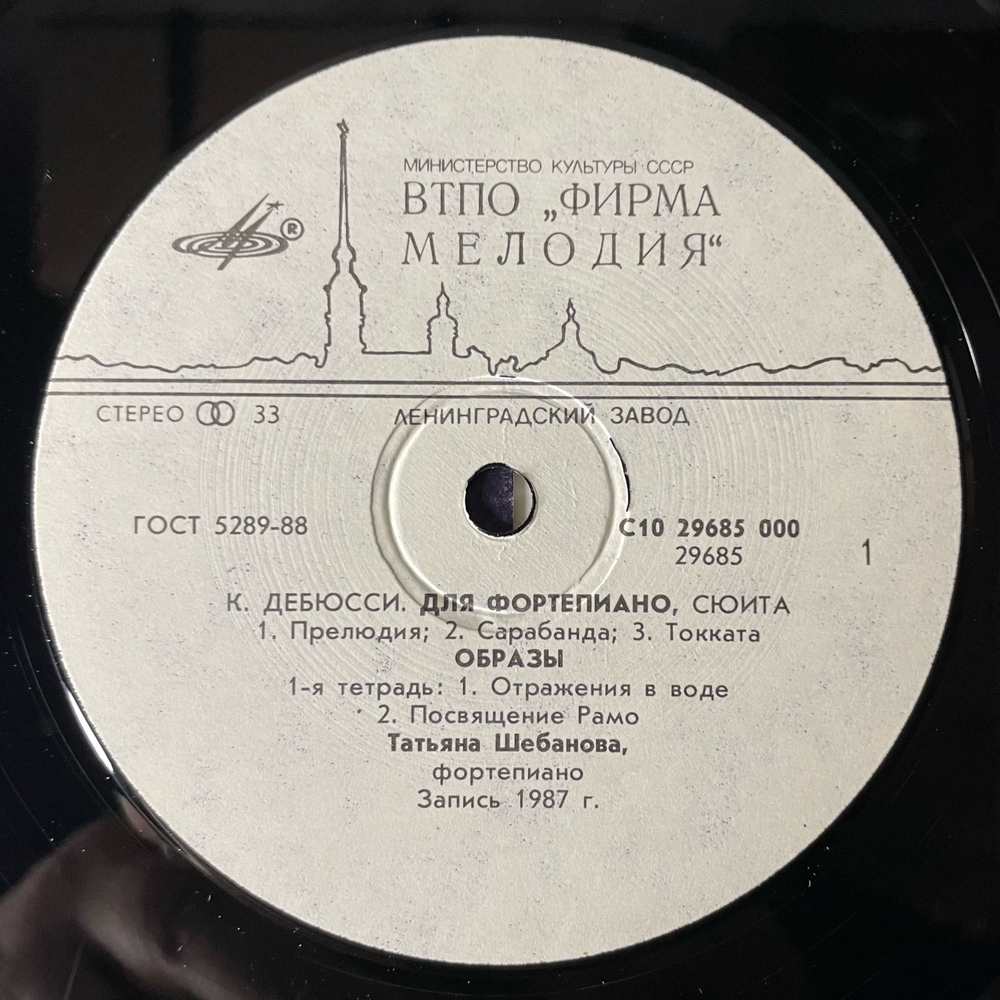 МИНИСТЕРСТВО КУЛЬТУРЫ СССР
ВТПО „ФИРМА
МЕЛОДИЯ“
®
СТЕРЕО 33 ЛЕНИНГРАДСКИЙ ЗАВОД
ГОСТ 5289-88 С10 29685 000
29685 1
К. ДЕБЮССИ. ДЛЯ ФОРТЕПИАНО, СЮИТА
1. Прелюдия; 2. Сарабанда; 3. Токката
ОБРАЗЫ
1-я тетрадь: 1. Отражения в воде
2. Посвящение Рамо
Татьяна Шебанова,
фортепиано
Запись 1987 г.